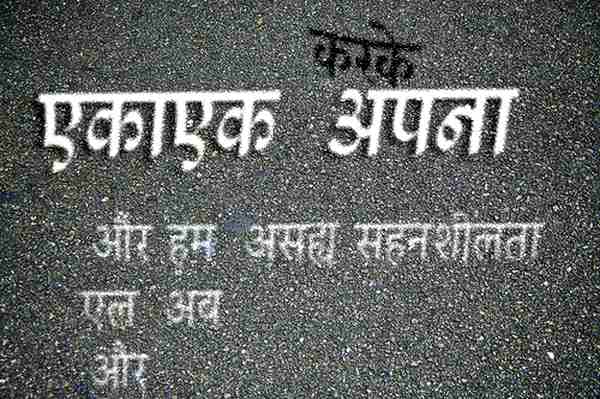 करके
एकाएक अपना
और हम असह्य सहनशीलता
एल अब
और